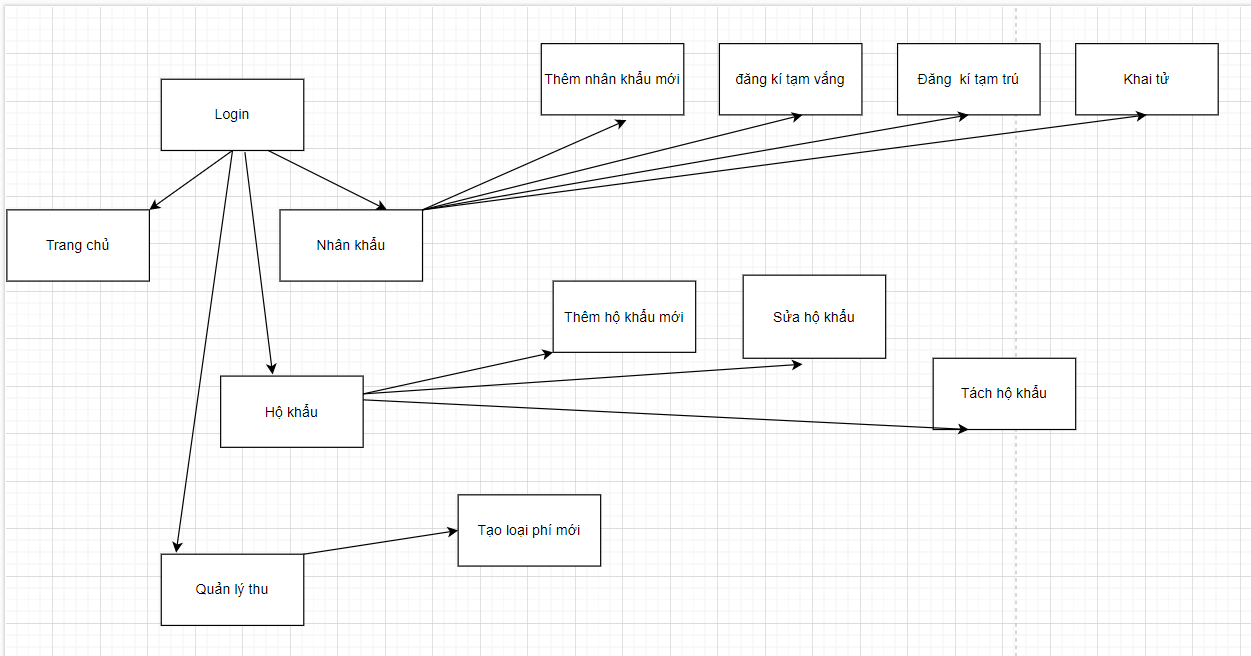 Login
Thêm nhân khẩu mới
đăng kí tạm vắng
Đăng kí tạm trú
Khai tử
Trang chủ
Nhân khẩu
Thêm hộ khẩu mới
Sửa hộ khẩu
Tách hộ khẩu
Hộ khẩu
Tạo loại phí mới
Quản lý thu